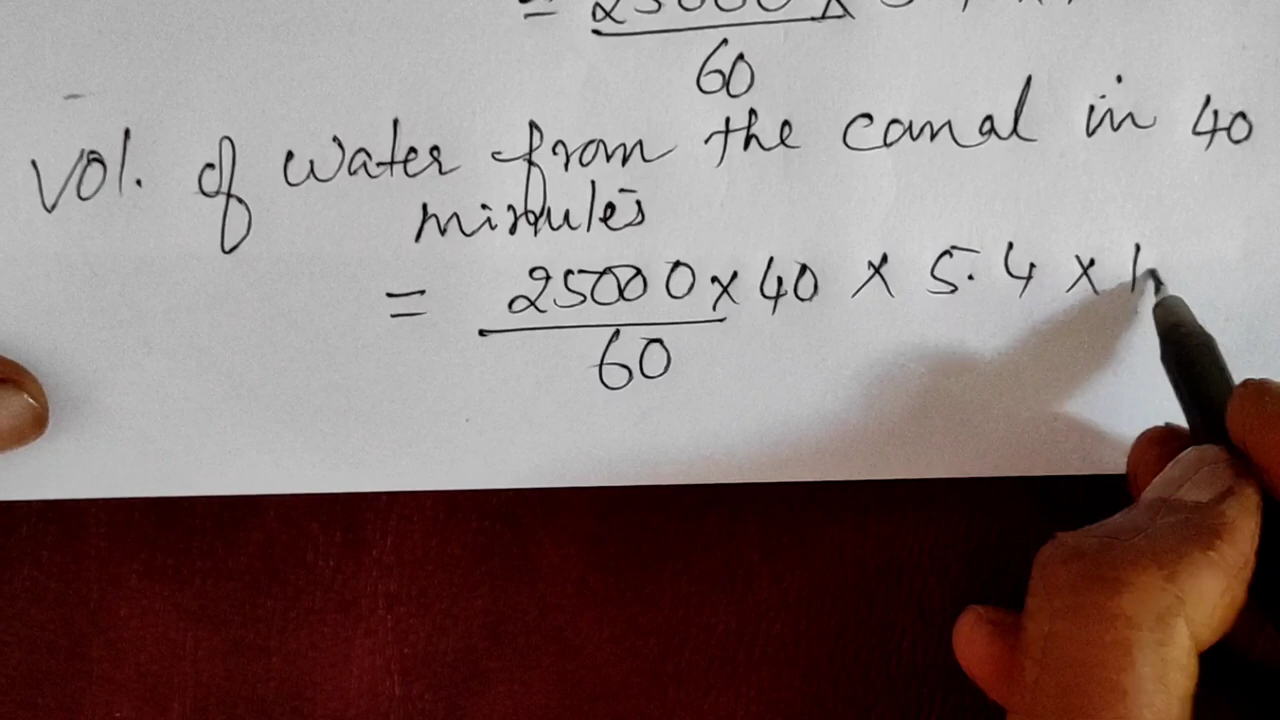 =
60
Vol. of water from the canal in 40
minutes
= 25000 x 40 x 5.4 x 1
60